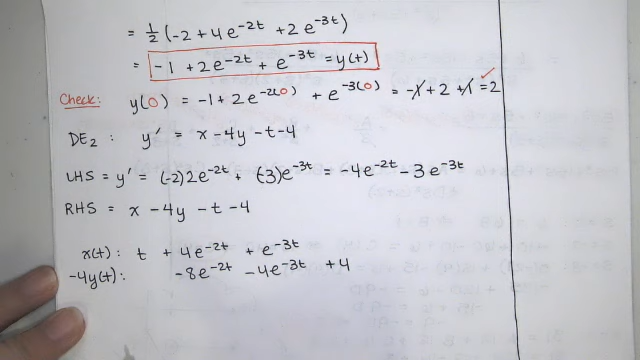 = 1/2 (-2 + 4e^-2t + 2e^-3t)
= -1 + 2e^-2t + e^-3t = y(t)
Check: y(0) = -1 + 2e^-2(0) + e^-3(0) = -1 + 2 + 1 = 2 ✓
DE₂: y' = x - 4y - t - 4
LHS = y' = (-2)2e^-2t + (-3)e^-3t = -4e^-2t - 3e^-3t
RHS = x - 4y - t - 4
x(t): t + 4e^-2t + e^-3t
-4y(t): -8e^-2t - 4e^-3t + 4